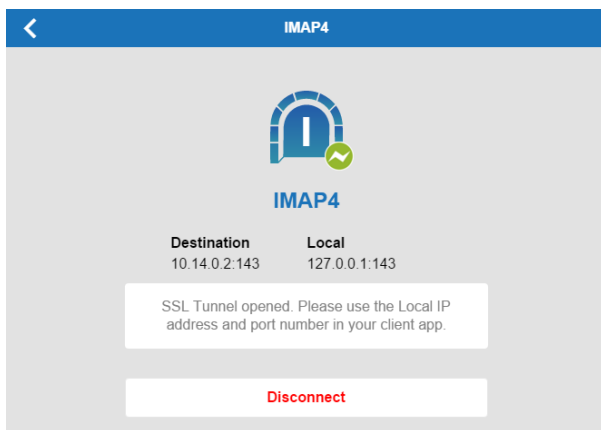 IMAP4
I
IMAP4
Destination Local
10.14.0.2:143 127.0.0.1:143
SSL Tunnel opened. Please use the Local IP
address and port number in your client app.
Disconnect